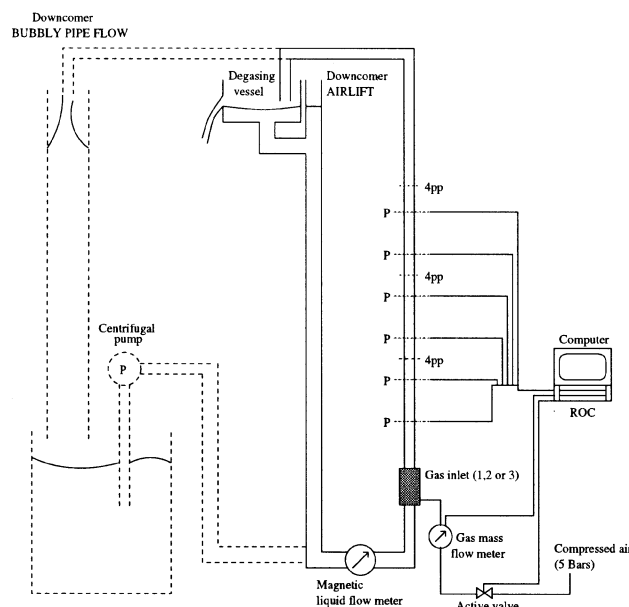 Downcomer
BUBBLY PIPE FLOW
Degasing
vessel
Downcomer
AIRLIFT
4pp
P
P
4pp
P
P
4pp
P
P
Centrifugal
pump
P
Computer
ROC
Gas inlet (1,2 or 3)
Gas mass
flow meter
Compressed air
(5 Bars)
Magnetic
liquid flow meter
Active valve